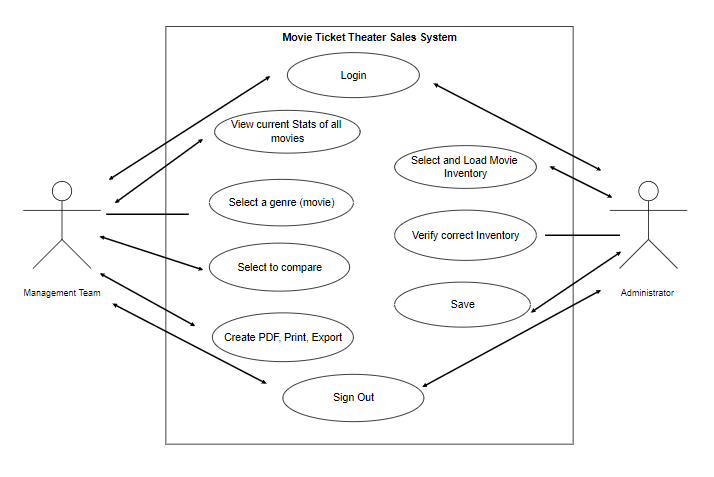 Movie Ticket Theater Sales System
Login
View current Stats of all
movies
Select and Load Movie
Inventory
Select a genre (movie)
Verify correct Inventory
Select to compare
Management Team
Administrator
Save
Create PDF, Print, Export
Sign Out